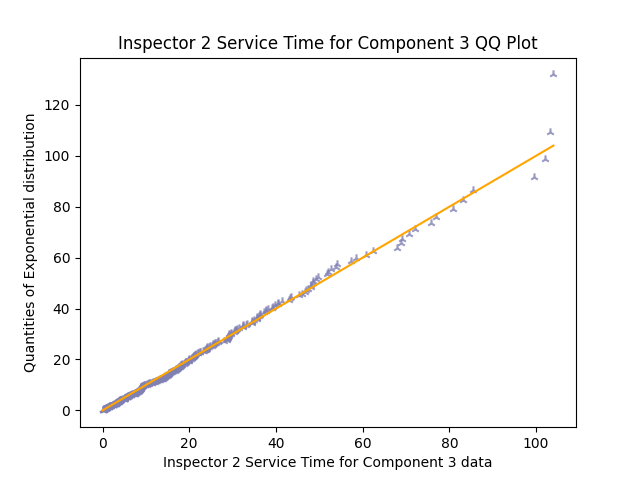 Inspector 2 Service Time for Component 3 QQ Plot
Quantities of Exponential distribution
120
100
80
60
40
20
0
0 20 40 60 80 100
Inspector 2 Service Time for Component 3 data